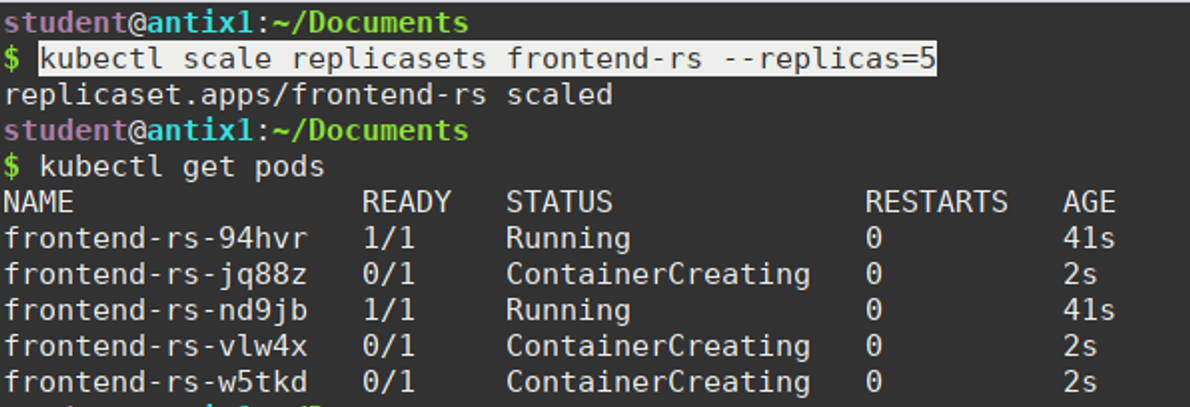 student@antix1:~/Documents
$ kubectl scale replicasets frontend-rs --replicas=5
replicaset.apps/frontend-rs scaled
student@antix1:~/Documents
$ kubectl get pods
NAME                READY   STATUS              RESTARTS   AGE
frontend-rs-94hvr   1/1     Running             0          41s
frontend-rs-jq88z   0/1     ContainerCreating   0          2s
frontend-rs-nd9jb   1/1     Running             0          41s
frontend-rs-vlw4x   0/1     ContainerCreating   0          2s
frontend-rs-w5tkd   0/1     ContainerCreating   0          2s